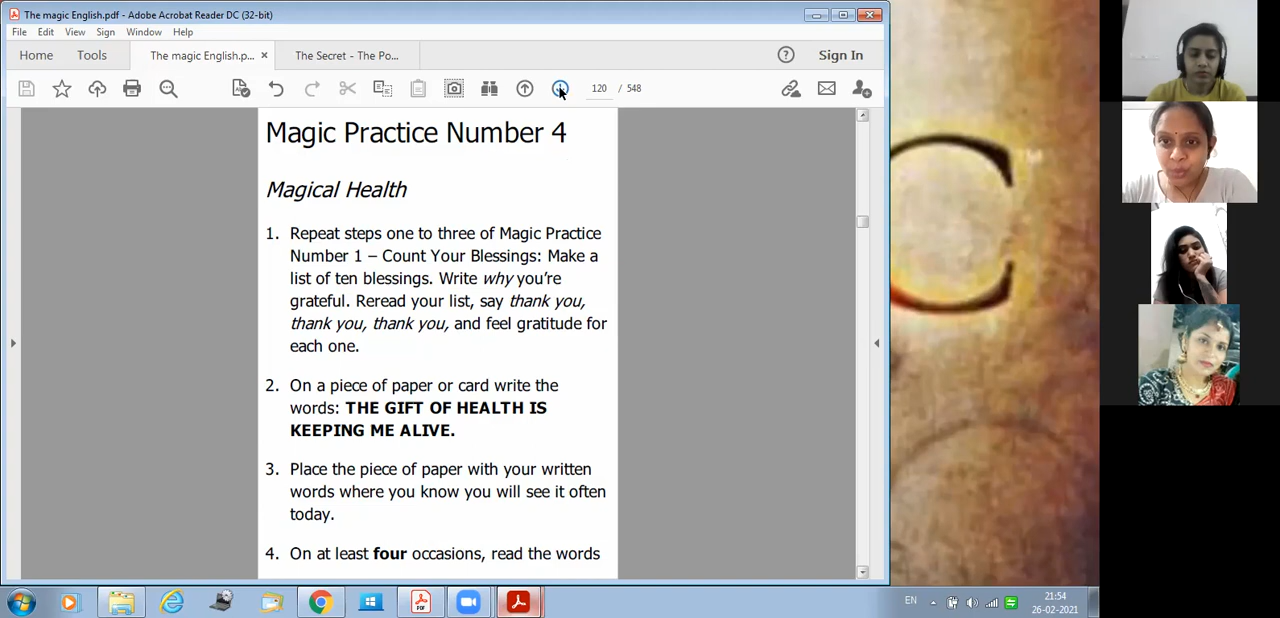 The magic English.pdf - Adobe Acrobat Reader DC (32-bit)
File Edit View Sign Window Help
Home Tools The magic English.p... × The Secret - The Po... Sign In
120 / 548
Magic Practice Number 4
Magical Health
1. Repeat steps one to three of Magic Practice
Number 1 – Count Your Blessings: Make a
list of ten blessings. Write why you're
grateful. Reread your list, say thank you,
thank you, thank you, and feel gratitude for
each one.
2. On a piece of paper or card write the
words: THE GIFT OF HEALTH IS
KEEPING ME ALIVE.
3. Place the piece of paper with your written
words where you know you will see it often
today.
4. On at least four occasions, read the words
EN 21:54
26-02-2021